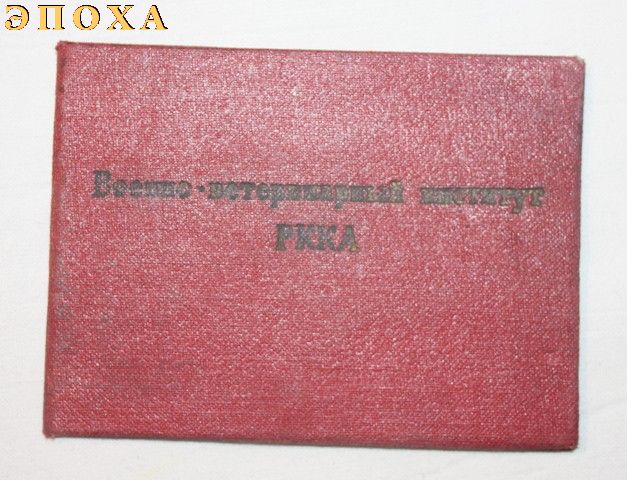 ЭПОХА
Военно-ветеринарный институт
РККА